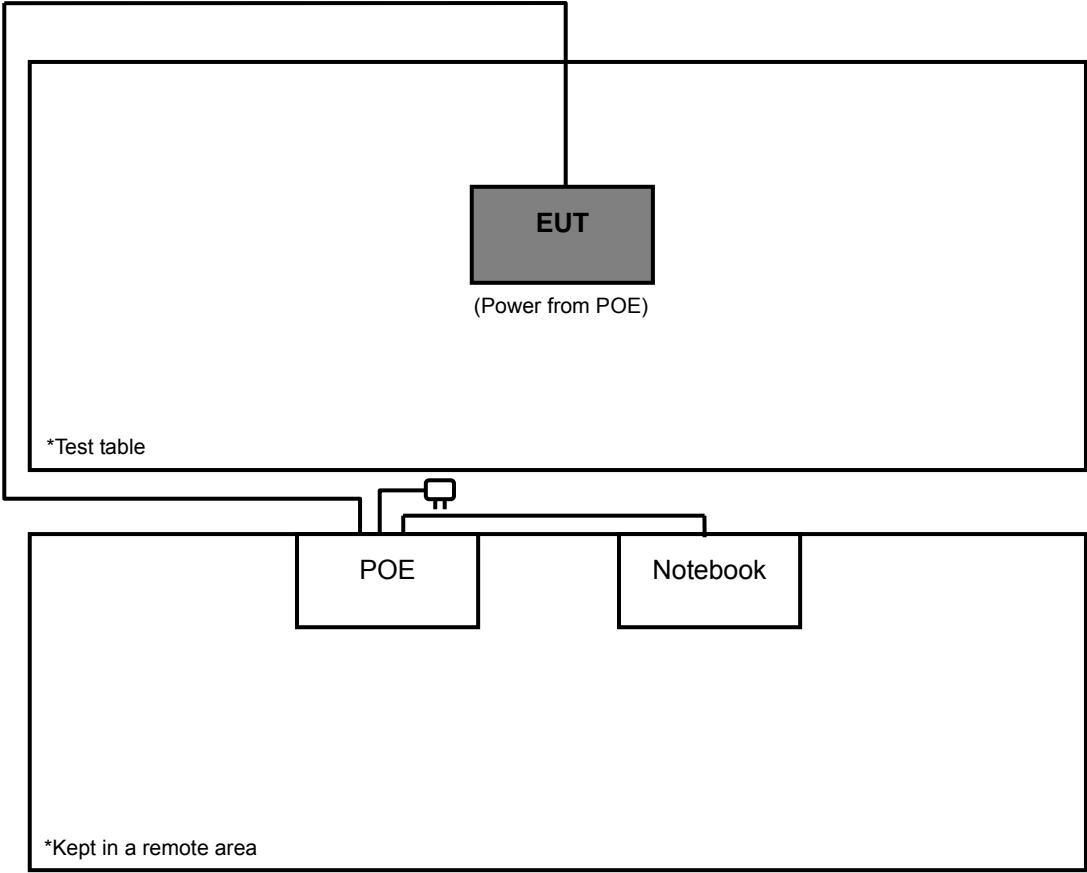 EUT
(Power from POE)
*Test table
POE
Notebook
*Kept in a remote area